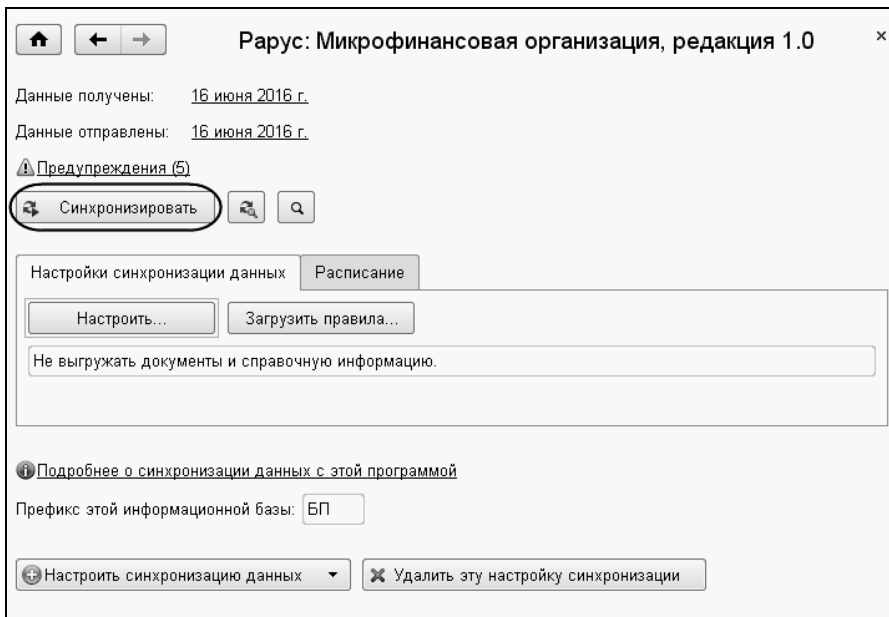 Рарус: Микрофинансовая организация, редакция 1.0
Данные получены: 16 июня 2016 г.
Данные отправлены: 16 июня 2016 г.
Предупреждения (5)
Синхронизировать
Настройки синхронизации данных Расписание
Настроить... Загрузить правила...
Не выгружать документы и справочную информацию.
Подробнее о синхронизации данных с этой программой
Префикс этой информационной базы: БП
Настроить синхронизацию данных Удалить эту настройку синхронизации